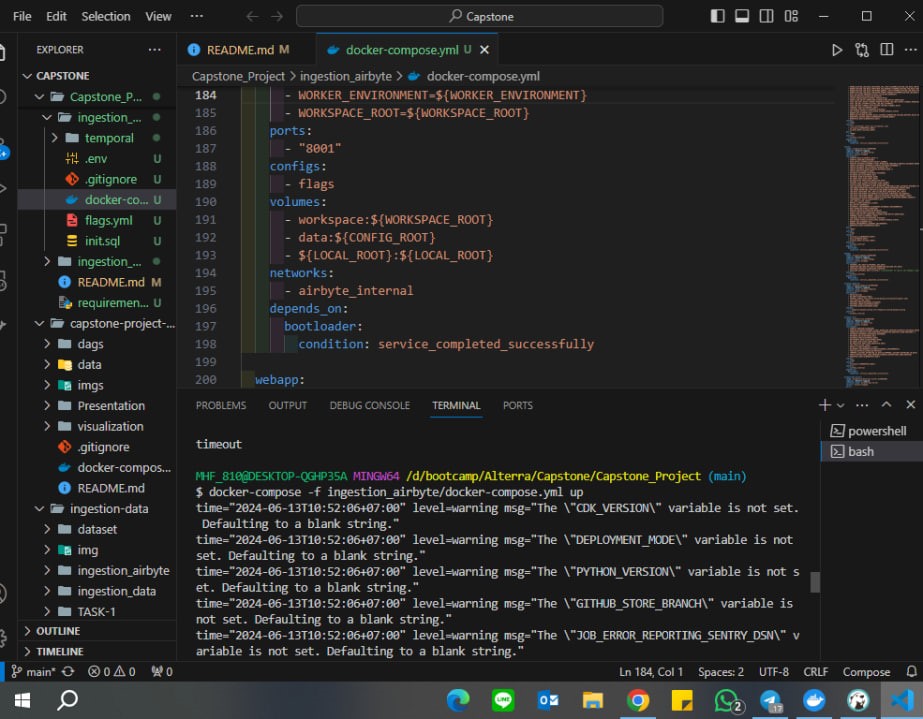 File Edit Selection View ··· Capstone
EXPLORER ···
README.md M docker-compose.yml U
Capstone_Project > ingestion_airbyte > docker-compose.yml
CAPSTONE
Capstone_P...
ingestion_...
temporal
.env U
.gitignore U
docker-co... U
flags.yml U
init.sql U
ingestion_...
README.md M
requiremen... U
capstone-project-...
dags
data
imgs
Presentation
visualization
.gitignore
docker-compos...
README.md
ingestion-data
dataset
img
ingestion_airbyte
ingestion_data
TASK-1
OUTLINE
TIMELINE
184 - WORKER_ENVIRONMENT=${WORKER_ENVIRONMENT}
185 - WORKSPACE_ROOT=${WORKSPACE_ROOT}
186 ports:
187 - "8001"
188 configs:
189 - flags
190 volumes:
191 - workspace:${WORKSPACE_ROOT}
192 - data:${CONFIG_ROOT}
193 - ${LOCAL_ROOT}:${LOCAL_ROOT}
194 networks:
195 - airbyte_internal
196 depends_on:
197 bootloader:
198 condition: service_completed_successfully
199
200 webapp:
PROBLEMS OUTPUT DEBUG CONSOLE TERMINAL PORTS
powershell
bash
timeout
MHF_810@DESKTOP-QGHP35A MINGW64 /d/bootcamp/Alterra/Capstone/Capstone_Project (main)
$ docker-compose -f ingestion_airbyte/docker-compose.yml up
time="2024-06-13T10:52:06+07:00" level=warning msg="The \"CDK_VERSION\" variable is not set.
Defaulting to a blank string."
time="2024-06-13T10:52:06+07:00" level=warning msg="The \"DEPLOYMENT_MODE\" variable is not
set. Defaulting to a blank string."
time="2024-06-13T10:52:06+07:00" level=warning msg="The \"PYTHON_VERSION\" variable is not s
et. Defaulting to a blank string."
time="2024-06-13T10:52:06+07:00" level=warning msg="The \"GITHUB_STORE_BRANCH\" variable is
not set. Defaulting to a blank string."
time="2024-06-13T10:52:06+07:00" level=warning msg="The \"JOB_ERROR_REPORTING_SENTRY_DSN\" v
ariable is not set. Defaulting to a blank string."
main* 0 0 0 Ln 184, Col 1 Spaces: 2 UTF-8 CRLF Compose
LINE 2 17